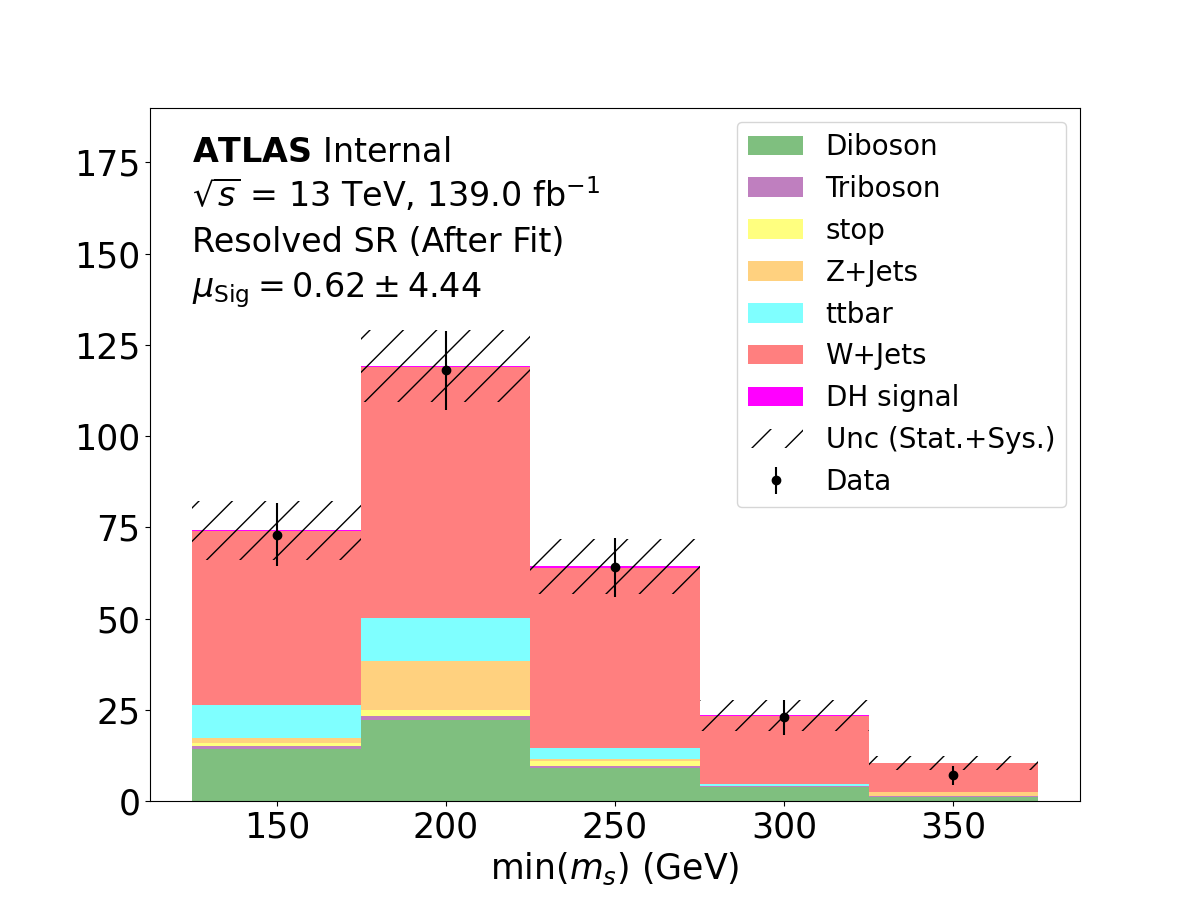 ATLAS Internal
√s = 13 TeV, 139.0 fb⁻¹
Resolved SR (After Fit)
μSig = 0.62 ± 4.44
Diboson
Triboson
stop
Z+Jets
ttbar
W+Jets
DH signal
Unc (Stat.+Sys.)
Data
175
150
125
100
75
50
25
0
150 200 250 300 350
min(mₛ) (GeV)